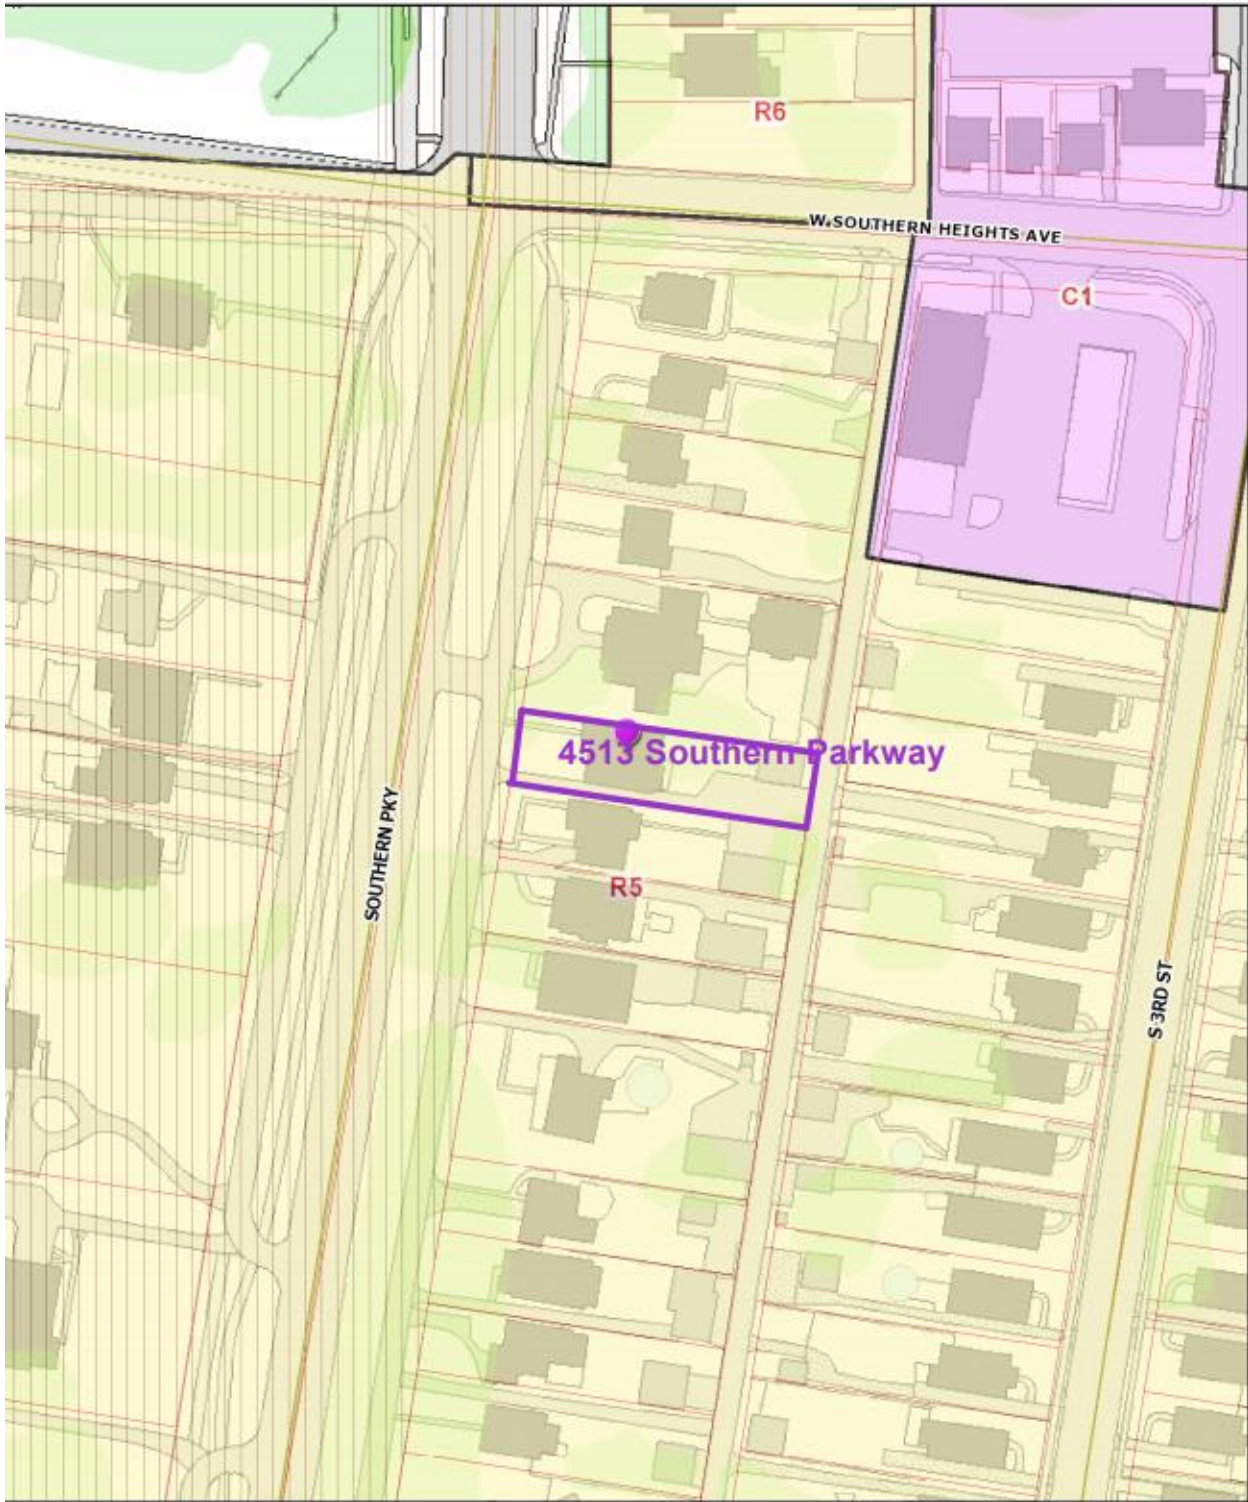 R6
W. SOUTHERN HEIGHTS AVE
C1
4513 Southern Parkway
SOUTHERN PKY
R5
S 3RD ST